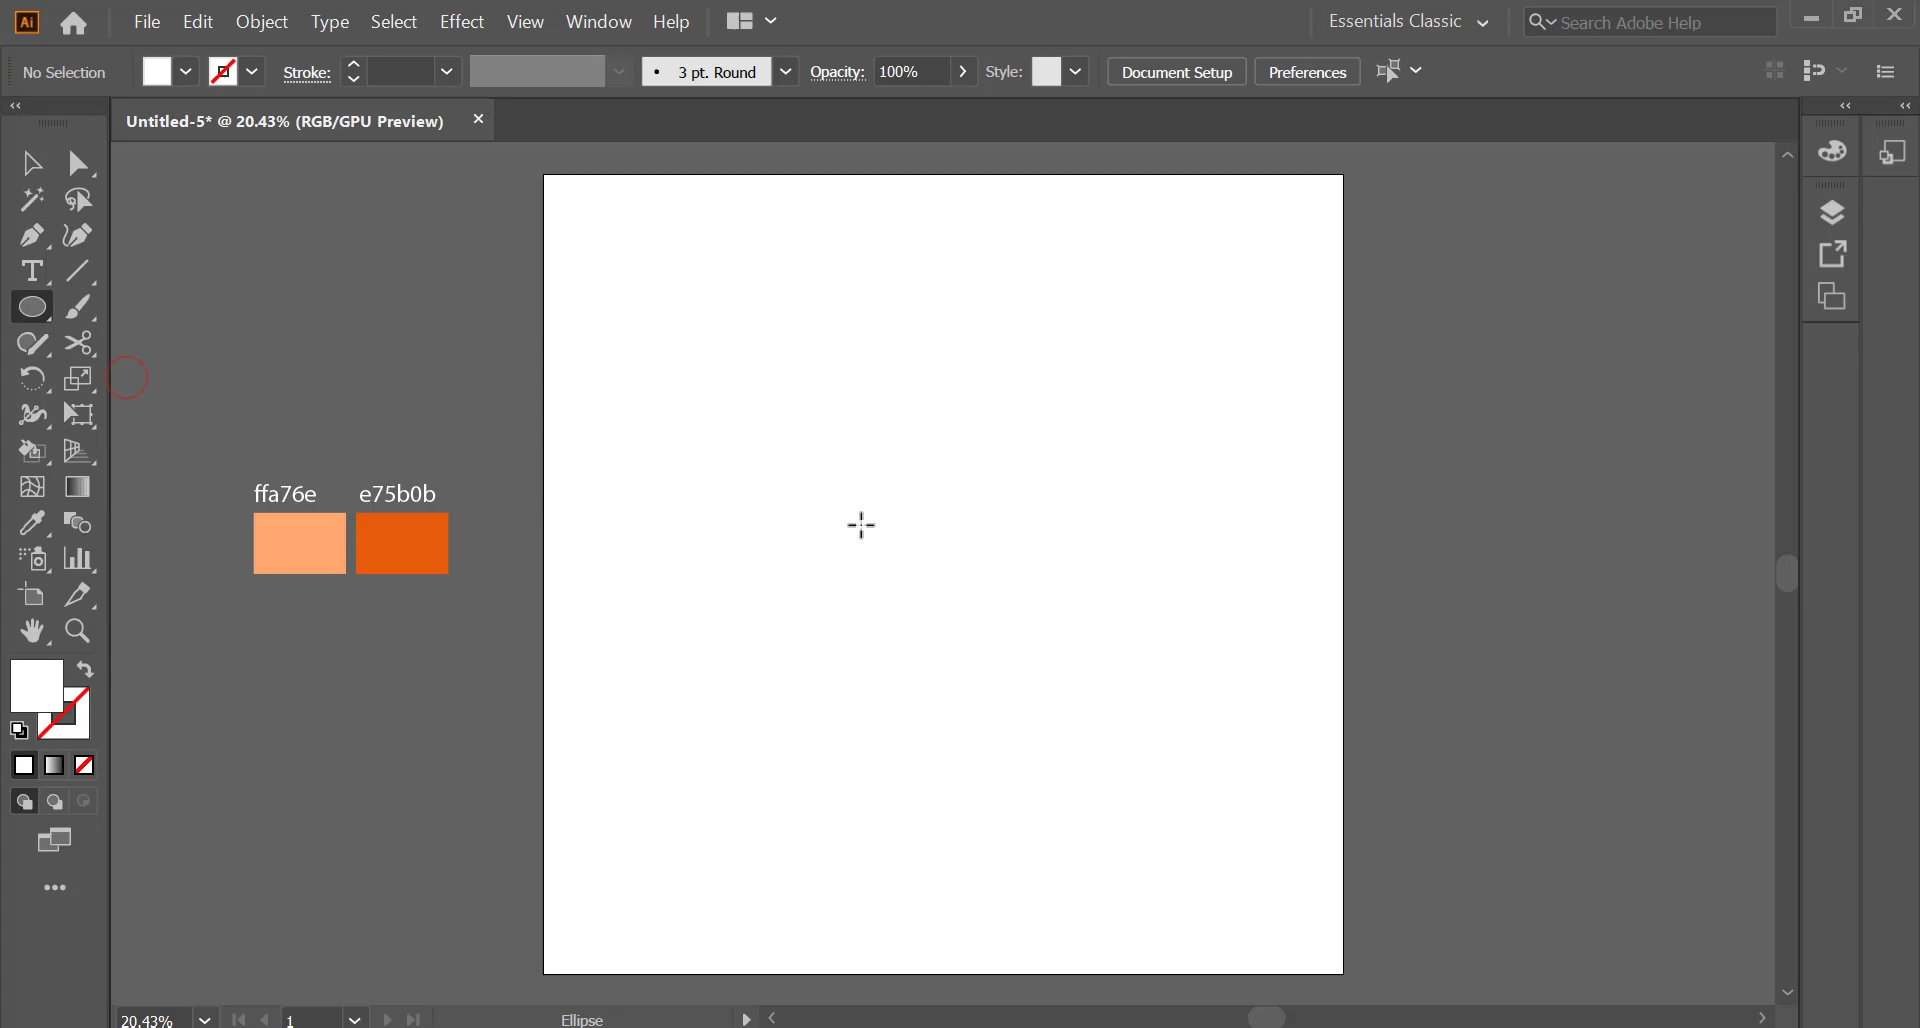 Ai File Edit Object Type Select Effect View Window Help Essentials Classic Search Adobe Help
No Selection Stroke: 3 pt. Round Opacity: 100% Style: Document Setup Preferences
Untitled-5* @ 20.43% (RGB/GPU Preview)
ffa76e e75b0b
20.43% 1 Ellipse